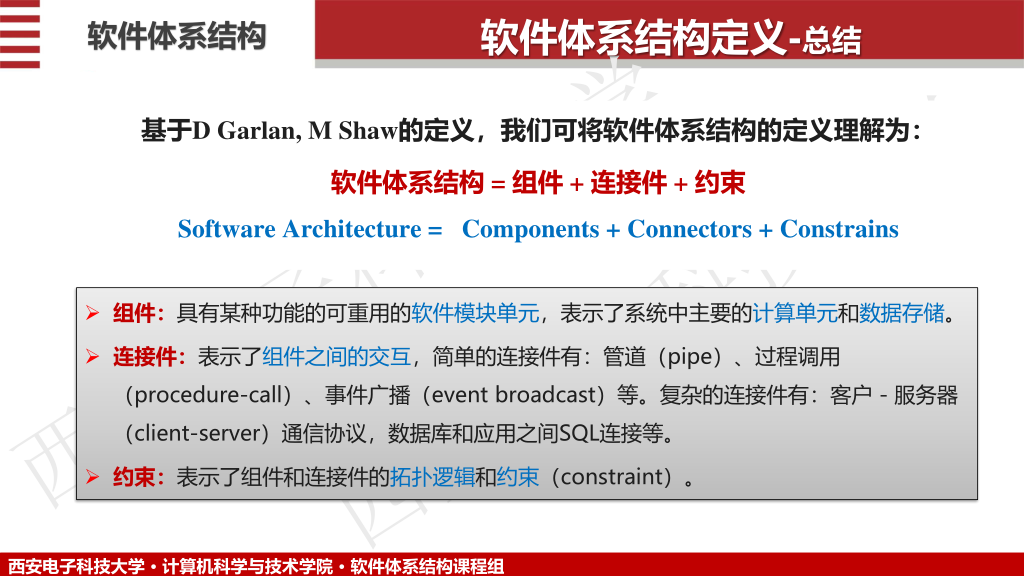 软件体系结构
软件体系结构定义-总结
基于D Garlan, M Shaw的定义，我们可将软件体系结构的定义理解为：
软件体系结构 = 组件 + 连接件 + 约束
Software Architecture = Components + Connectors + Constrains
➢ 组件：具有某种功能的可重用的软件模块单元，表示了系统中主要的计算单元和数据存储。
➢ 连接件：表示了组件之间的交互，简单的连接件有：管道（pipe）、过程调用
（procedure-call）、事件广播（event broadcast）等。复杂的连接件有：客户 - 服务器
（client-server）通信协议，数据库和应用之间SQL连接等。
➢ 约束：表示了组件和连接件的拓扑逻辑和约束（constraint）。
西安电子科技大学·计算机科学与技术学院·软件体系结构课程组